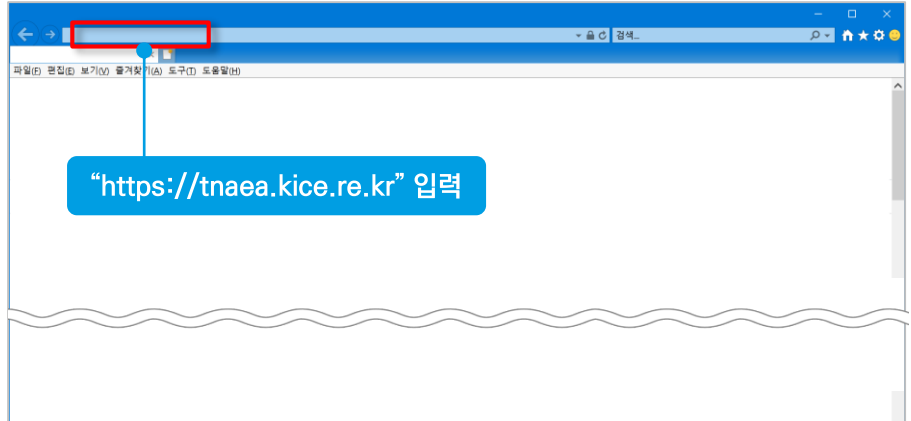 검색...
파일(F) 편집(E) 보기(V) 즐겨찾기(A) 도구(T) 도움말(H)
“https://tnaea.kice.re.kr” 입력